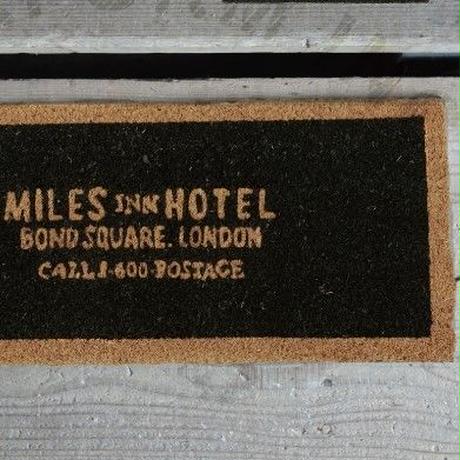 MILES INN HOTEL
BOND SQUARE. LONDON
CALL 1-600-POSTAGE